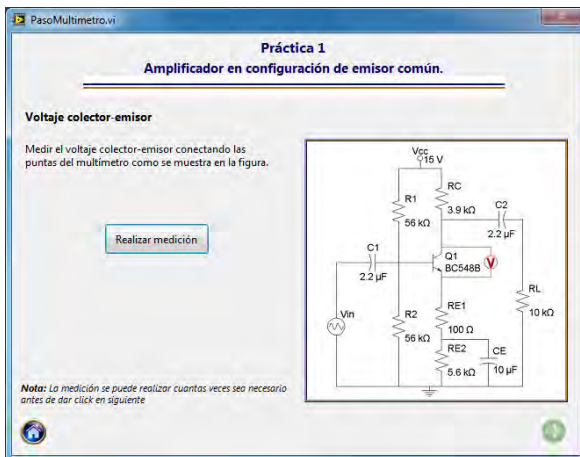 PasoMultimetro.vi
Práctica 1
Amplificador en configuración de emisor común.
Voltaje colector-emisor
Medir el voltaje colector-emisor conectando las
puntas del multímetro como se muestra en la figura.
Realizar medición
Vcc
15 V
RC
3.9 kΩ
R1
56 kΩ
C2
2.2 µF
C1
2.2 µF
Q1
BC548B
V
RL
10 kΩ
Vin
R2
56 kΩ
RE1
100 Ω
RE2
5.6 kΩ
CE
10 µF
Nota: La medición se puede realizar cuantas veces sea necesario
antes de dar click en siguiente